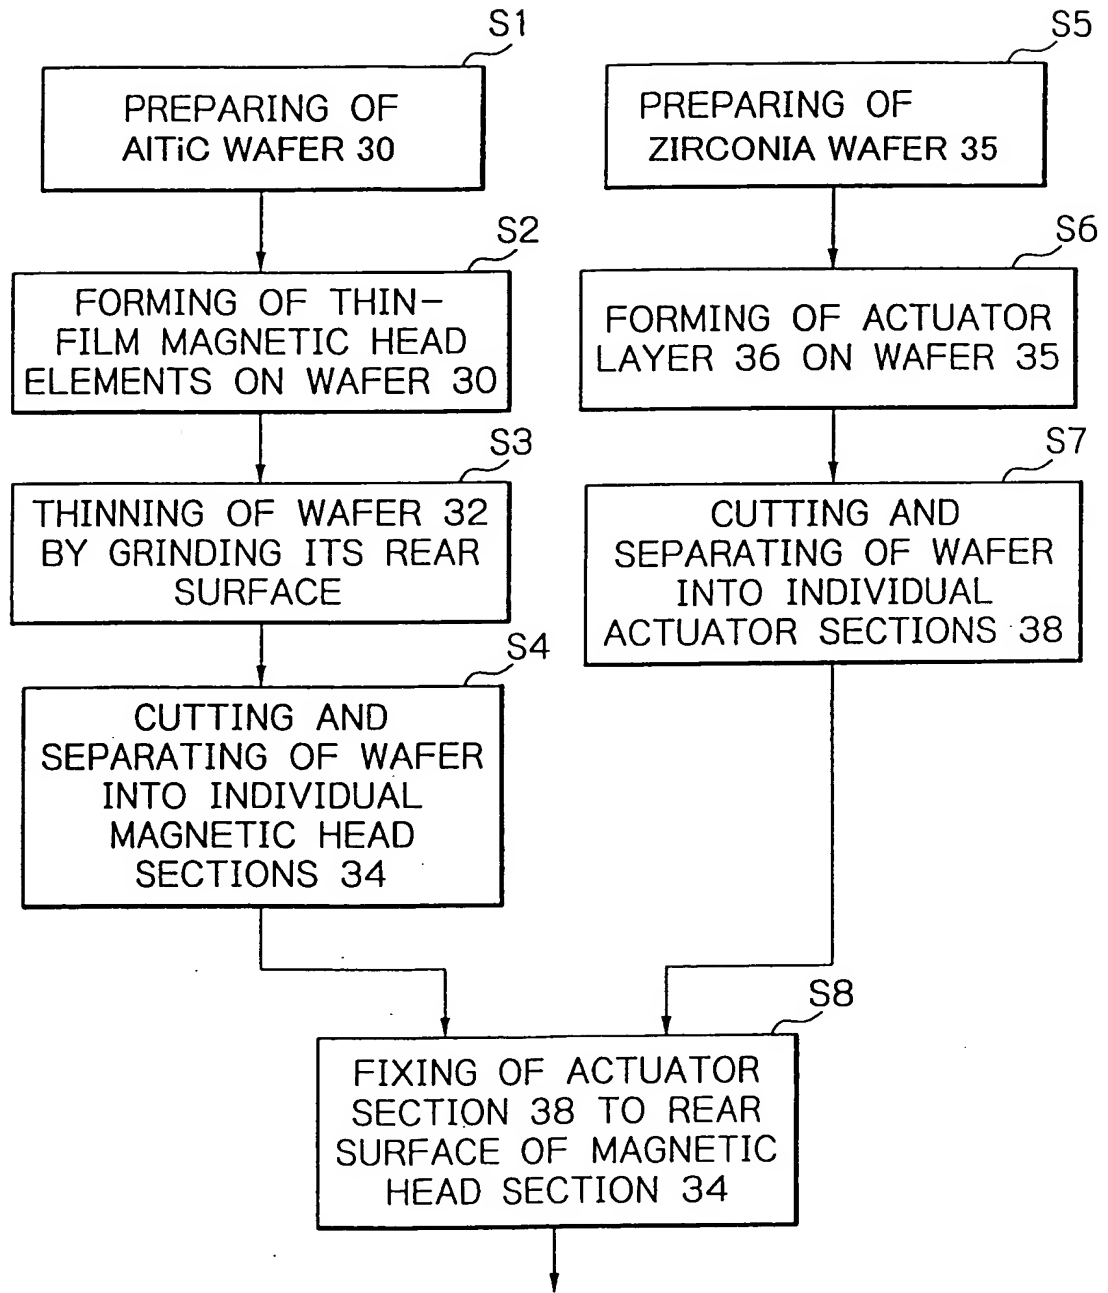 S1
PREPARING OF
AlTiC WAFER 30
S2
FORMING OF THIN-
FILM MAGNETIC HEAD
ELEMENTS ON WAFER 30
S3
THINNING OF WAFER 32
BY GRINDING ITS REAR
SURFACE
S4
CUTTING AND
SEPARATING OF WAFER
INTO INDIVIDUAL
MAGNETIC HEAD
SECTIONS 34
S5
PREPARING OF
ZIRCONIA WAFER 35
S6
FORMING OF ACTUATOR
LAYER 36 ON WAFER 35
S7
CUTTING AND
SEPARATING OF WAFER
INTO INDIVIDUAL
ACTUATOR SECTIONS 38
S8
FIXING OF ACTUATOR
SECTION 38 TO REAR
SURFACE OF MAGNETIC
HEAD SECTION 34